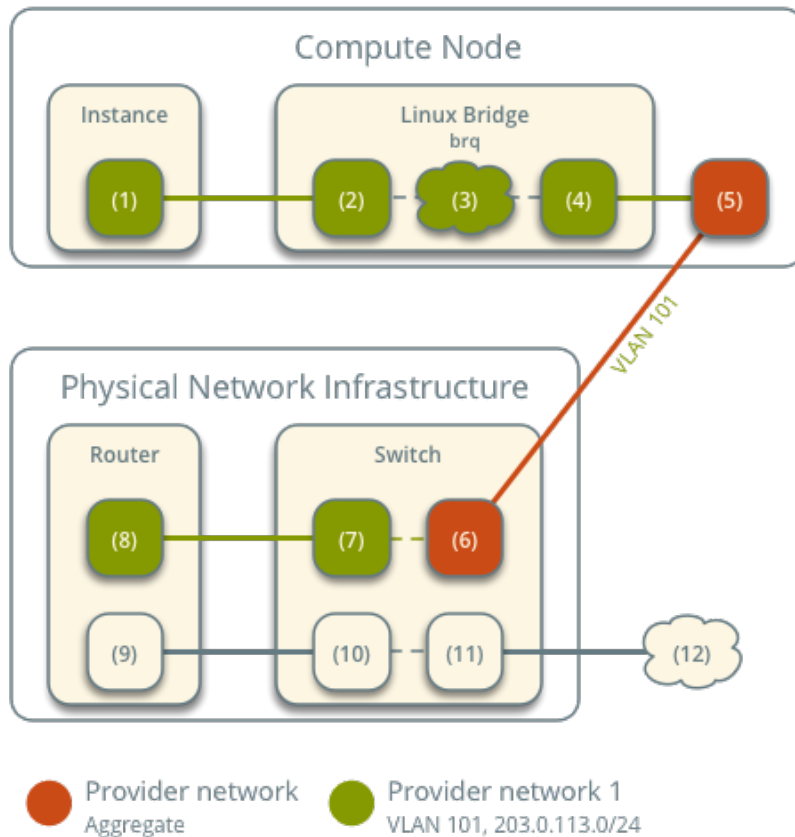 Compute Node
Instance
Linux Bridge
brq
(1)
(2)
(3)
(4)
(5)
VLAN 101
Physical Network Infrastructure
Router
Switch
(8)
(7)
(6)
(9)
(10)
(11)
(12)
Provider network
Aggregate
Provider network 1
VLAN 101, 203.0.113.0/24